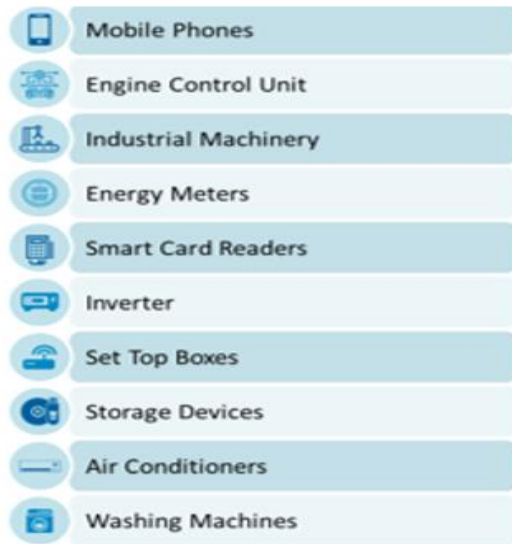 Mobile Phones
Engine Control Unit
Industrial Machinery
Energy Meters
Smart Card Readers
Inverter
Set Top Boxes
Storage Devices
Air Conditioners
Washing Machines